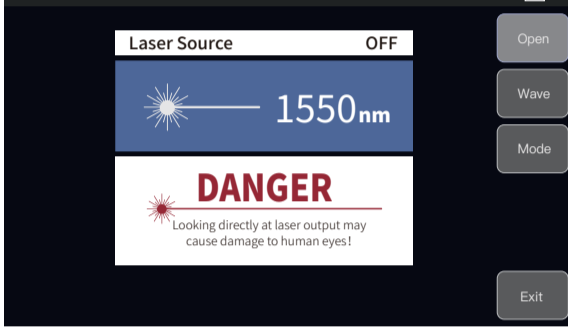 Laser Source OFF
1550nm
DANGER
Looking directly at laser output may
cause damage to human eyes!
Open
Wave
Mode
Exit